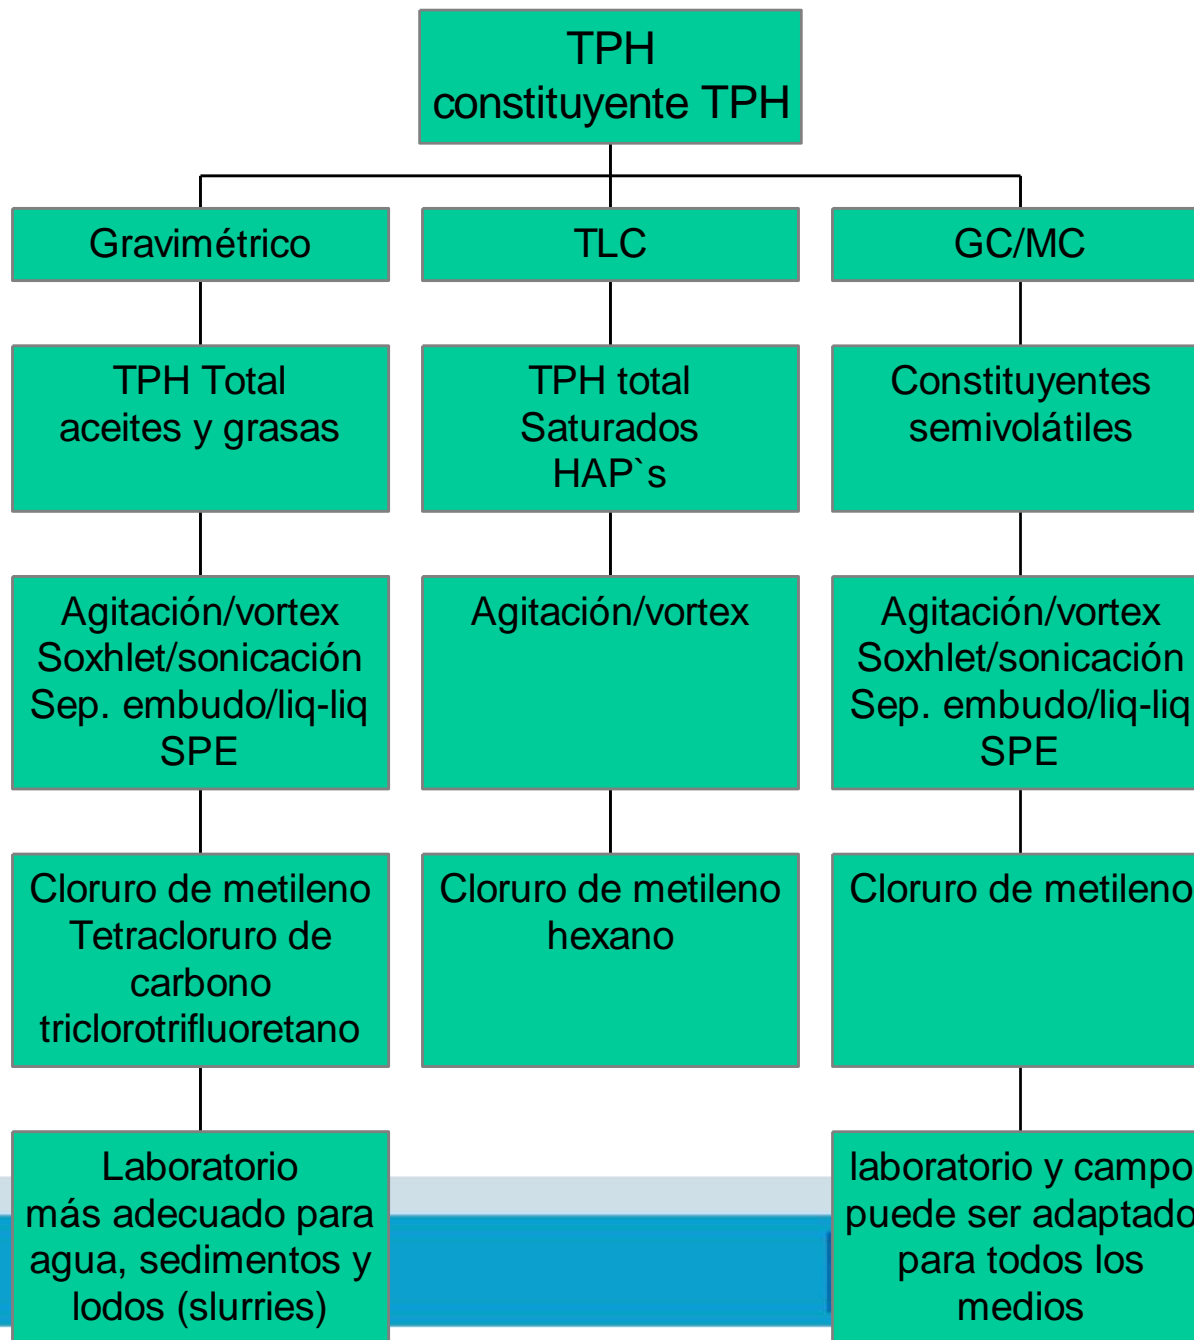 TPH
constituyente TPH
Gravimétrico
TLC
GC/MC
TPH Total
aceites y grasas
TPH total
Saturados
HAP`s
Constituyentes
semivolátiles
Agitación/vortex
Soxhlet/sonicación
Sep. embudo/liq-liq
SPE
Agitación/vortex
Agitación/vortex
Soxhlet/sonicación
Sep. embudo/liq-liq
SPE
Cloruro de metileno
Tetracloruro de
carbono
triclorotrifluoretano
Cloruro de metileno
hexano
Cloruro de metileno
Laboratorio
más adecuado para
agua, sedimentos y
lodos (slurries)
laboratorio y campo
puede ser adaptado
para todos los
medios